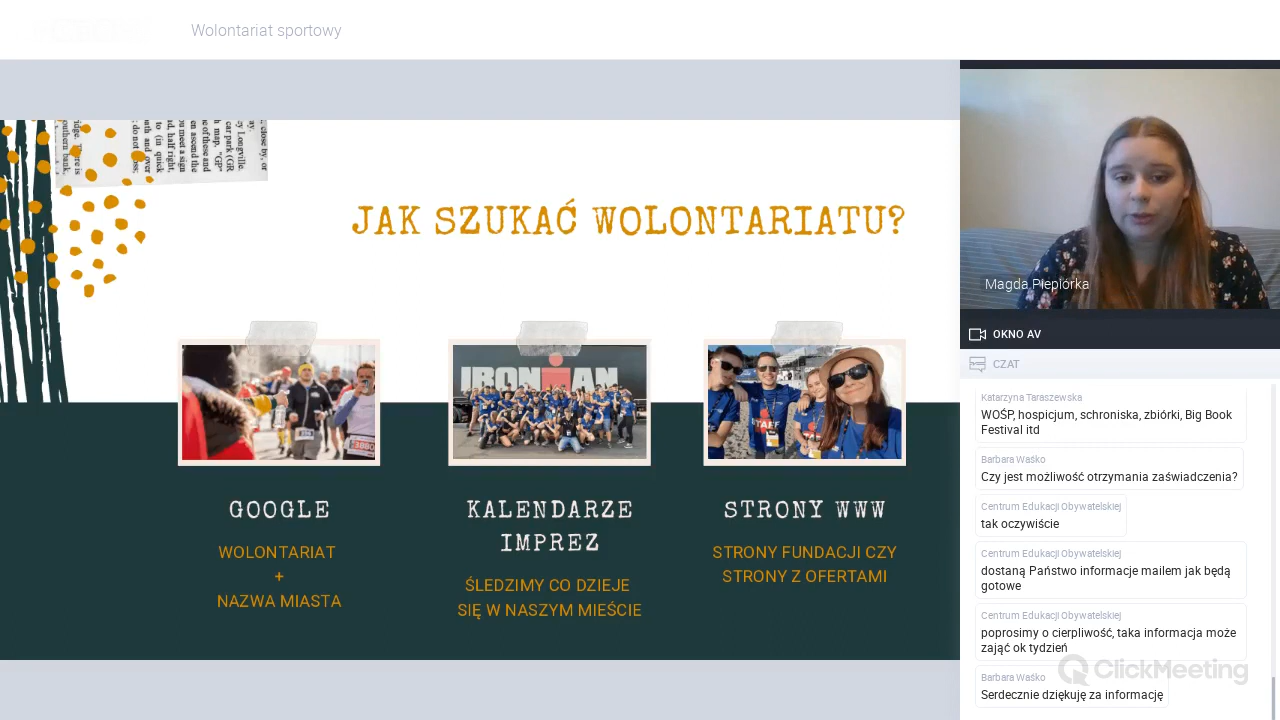 Wolontariat sportowy
JAK SZUKAĆ WOLONTARIATU?
IRONMAN
STAFF
GOOGLE
WOLONTARIAT
+
NAZWA MIASTA
KALENDARZE
IMPREZ
ŚLEDZIMY CO DZIEJE
SIĘ W NASZYM MIEŚCIE
STRONY WWW
STRONY FUNDACJI CZY
STRONY Z OFERTAMI
Magda Piepiórka
OKNO AV
CZAT
Katarzyna Taraszewska
WOŚP, hospicjum, schroniska, zbiórki, Big Book
Festival itd
Barbara Waśko
Czy jest możliwość otrzymania zaświadczenia?
Centrum Edukacji Obywatelskiej
tak oczywiście
Centrum Edukacji Obywatelskiej
dostaną Państwo informacje mailem jak będą
gotowe
Centrum Edukacji Obywatelskiej
poprosimy o cierpliwość, taka informacja może
zająć ok tydzień
Barbara Waśko
Serdecznie dziękuję za informację
ClickMeeting